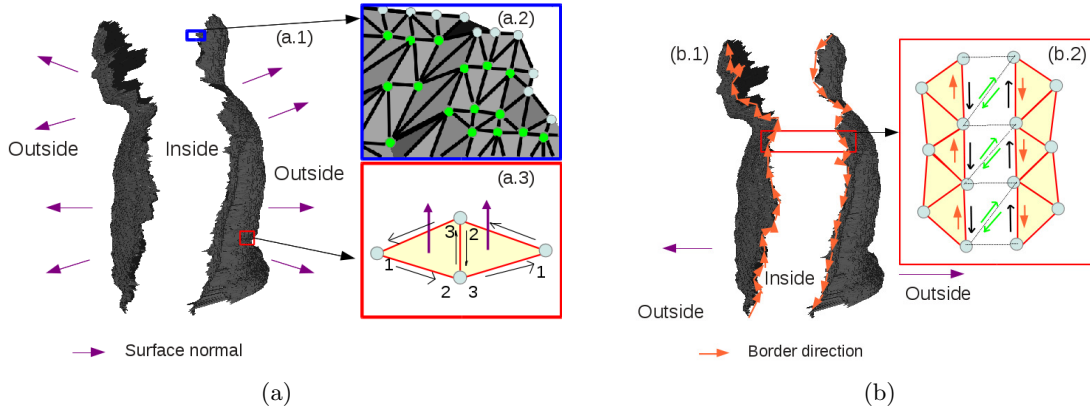 (a.1)
(a.2)
Outside
Inside
Outside
(a.3)
3
2
1
2
3
1
Surface normal
(a)
(b.1)
(b.2)
Inside
Outside
Outside
Border direction
(b)